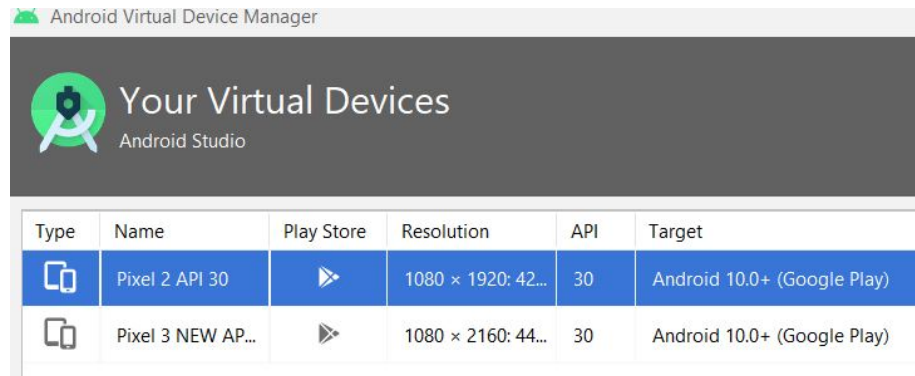 Android Virtual Device Manager
Your Virtual Devices
Android Studio
Type Name Play Store Resolution API Target
Pixel 2 API 30 1080 × 1920: 42... 30 Android 10.0+ (Google Play)
Pixel 3 NEW AP... 1080 × 2160: 44... 30 Android 10.0+ (Google Play)